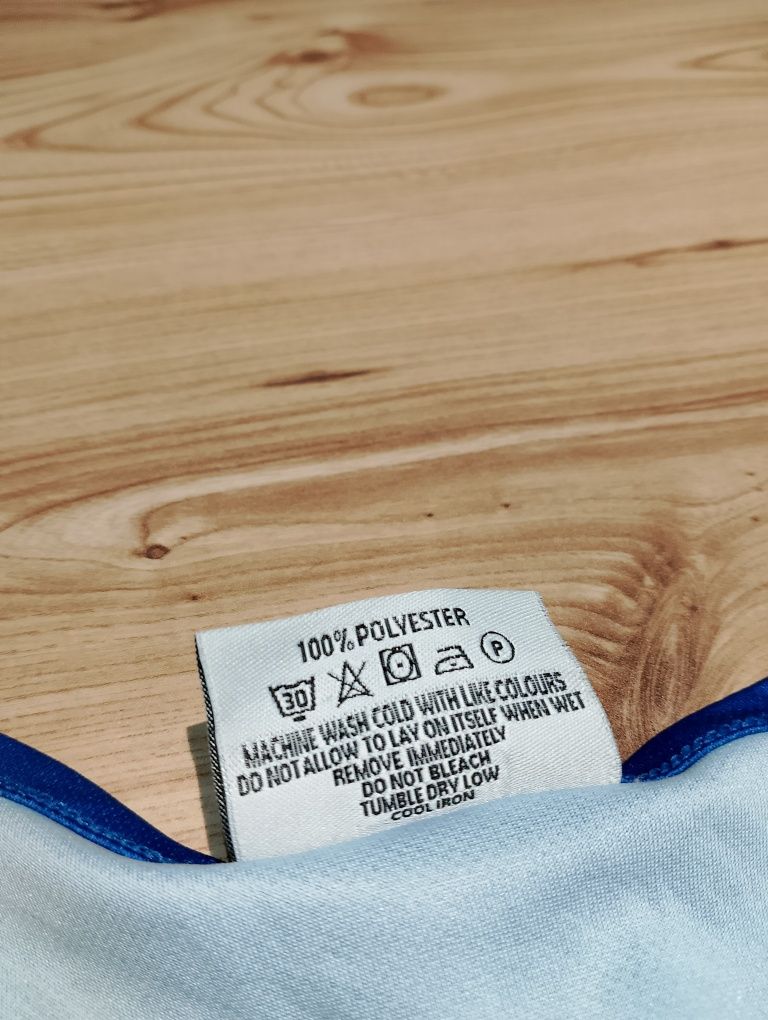 100% POLYESTER
30 P
MACHINE WASH COLD WITH LIKE COLOURS
DO NOT ALLOW TO LAY ON ITSELF WHEN WET
REMOVE IMMEDIATELY
DO NOT BLEACH
TUMBLE DRY LOW
COOL IRON